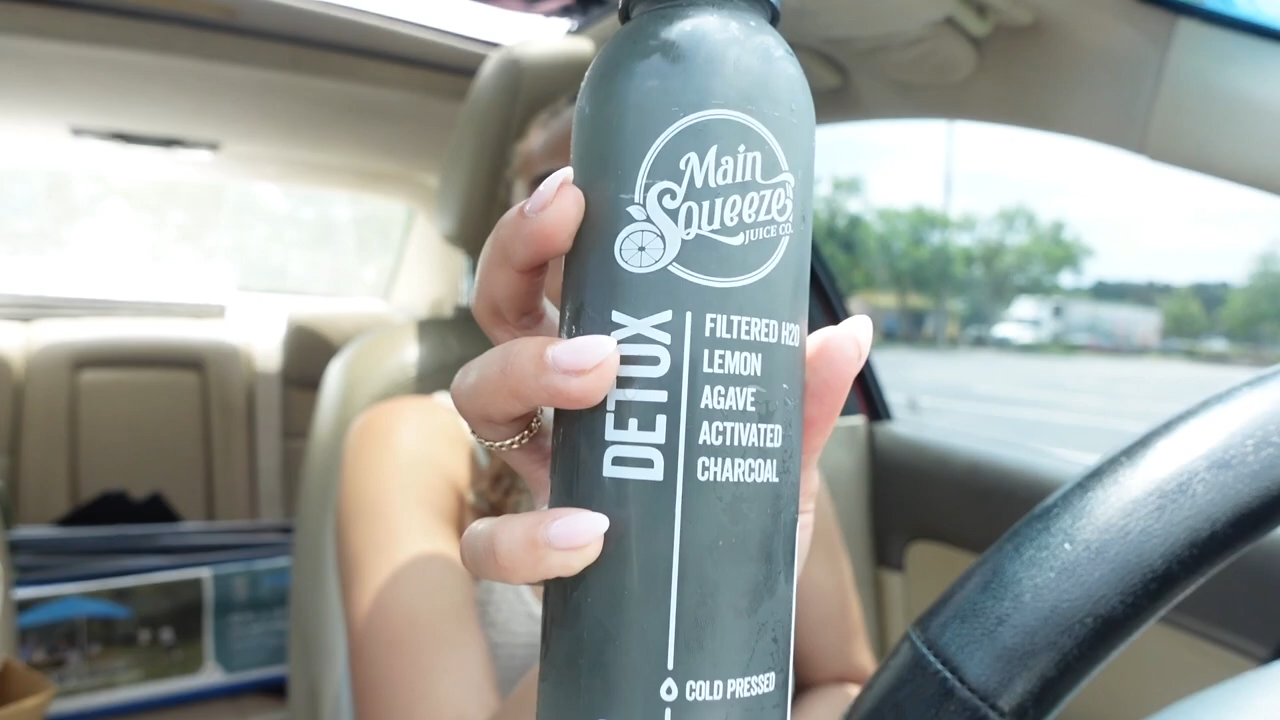 Main
Squeeze
JUICE CO.
DETOX
FILTERED H20
LEMON
AGAVE
ACTIVATED
CHARCOAL
COLD PRESSED